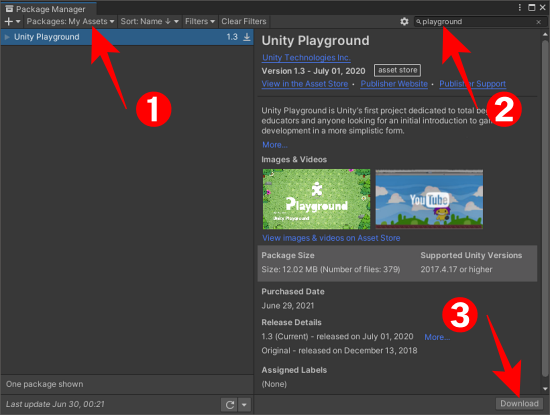 Package Manager
Packages: My Assets
Sort: Name ↓
Filters
Clear Filters
playground
Unity Playground 1.3
1
2
Unity Playground
Unity Technologies Inc.
Version 1.3 - July 01, 2020 asset store
View in the Asset Store • Publisher Website • Publisher Support
Unity Playground is Unity's first project dedicated to total
educators and anyone looking for an initial introduction to
development in a more simplistic form.
More...
Images & Videos
Playground
Unity Playground
YouTube
View images & videos on Asset Store
Package Size
Size: 12.02 MB (Number of files: 379)
Supported Unity Versions
2017.4.17 or higher
Purchased Date
June 29, 2021
Release Details
1.3 (Current) - released on July 01, 2020 More...
Original - released on December 13, 2018
Assigned Labels
(None)
3
One package shown
Last update Jun 30, 00:21
Download